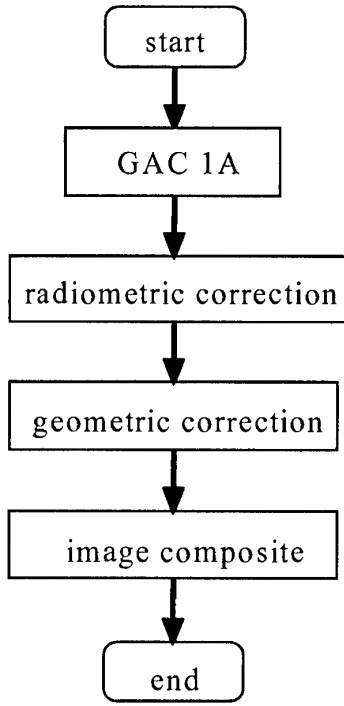 start
GAC 1A
radiometric correction
geometric correction
image composite
end